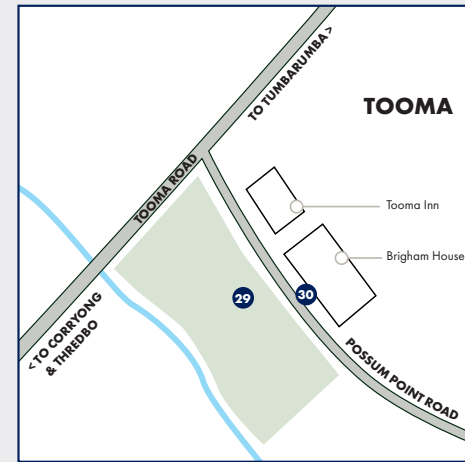 TO TUMBARUMBA >
TOOMA
TOOMA ROAD
Tooma Inn
Brigham House
29
30
< TO CORRYONG
& THREDBO
POSSUM POINT ROAD